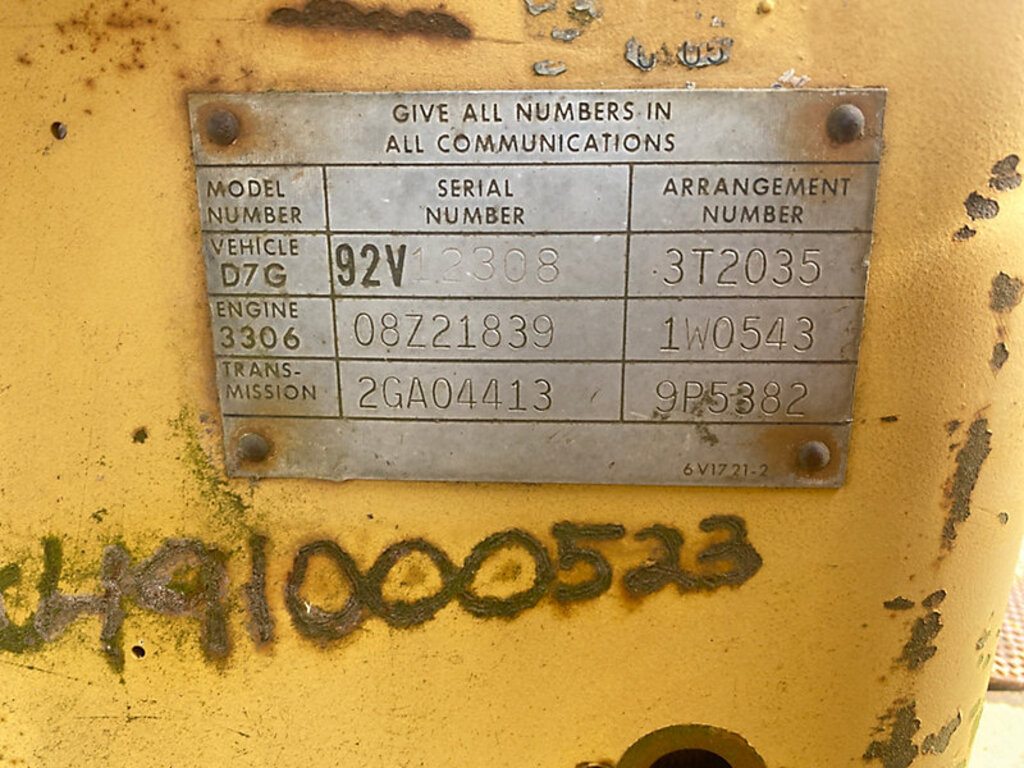 GIVE ALL NUMBERS IN
ALL COMMUNICATIONS
MODEL NUMBER SERIAL NUMBER ARRANGEMENT NUMBER
VEHICLE D7G 92V12308 3T2035
ENGINE 3306 08Z21839 1W0543
TRANS-MISSION 2GA04413 9P5382
6V1721-2
491000523